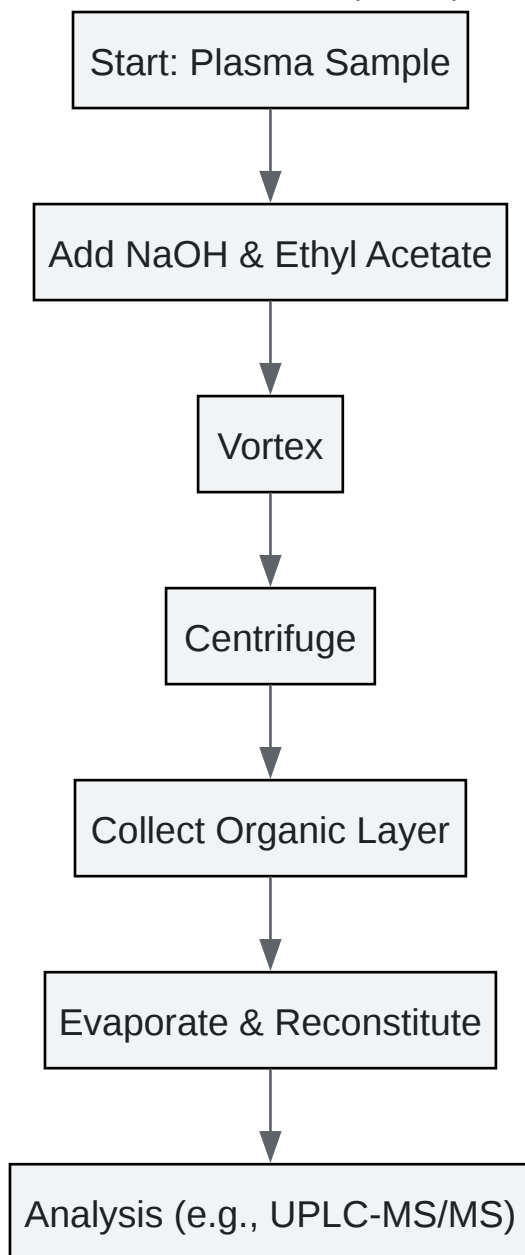 Start: Plasma Sample
Add NaOH & Ethyl Acetate
Vortex
Centrifuge
Collect Organic Layer
Evaporate & Reconstitute
Analysis (e.g., UPLC-MS/MS)